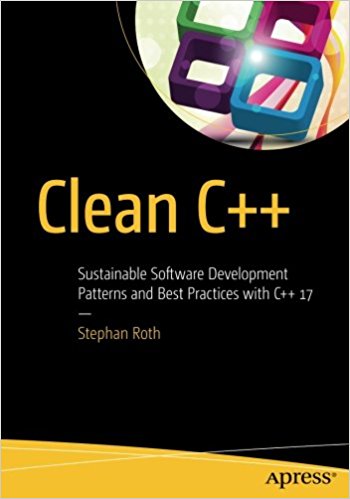 Clean C++
Sustainable Software Development
Patterns and Best Practices with C++ 17
—
Stephan Roth
Apress®